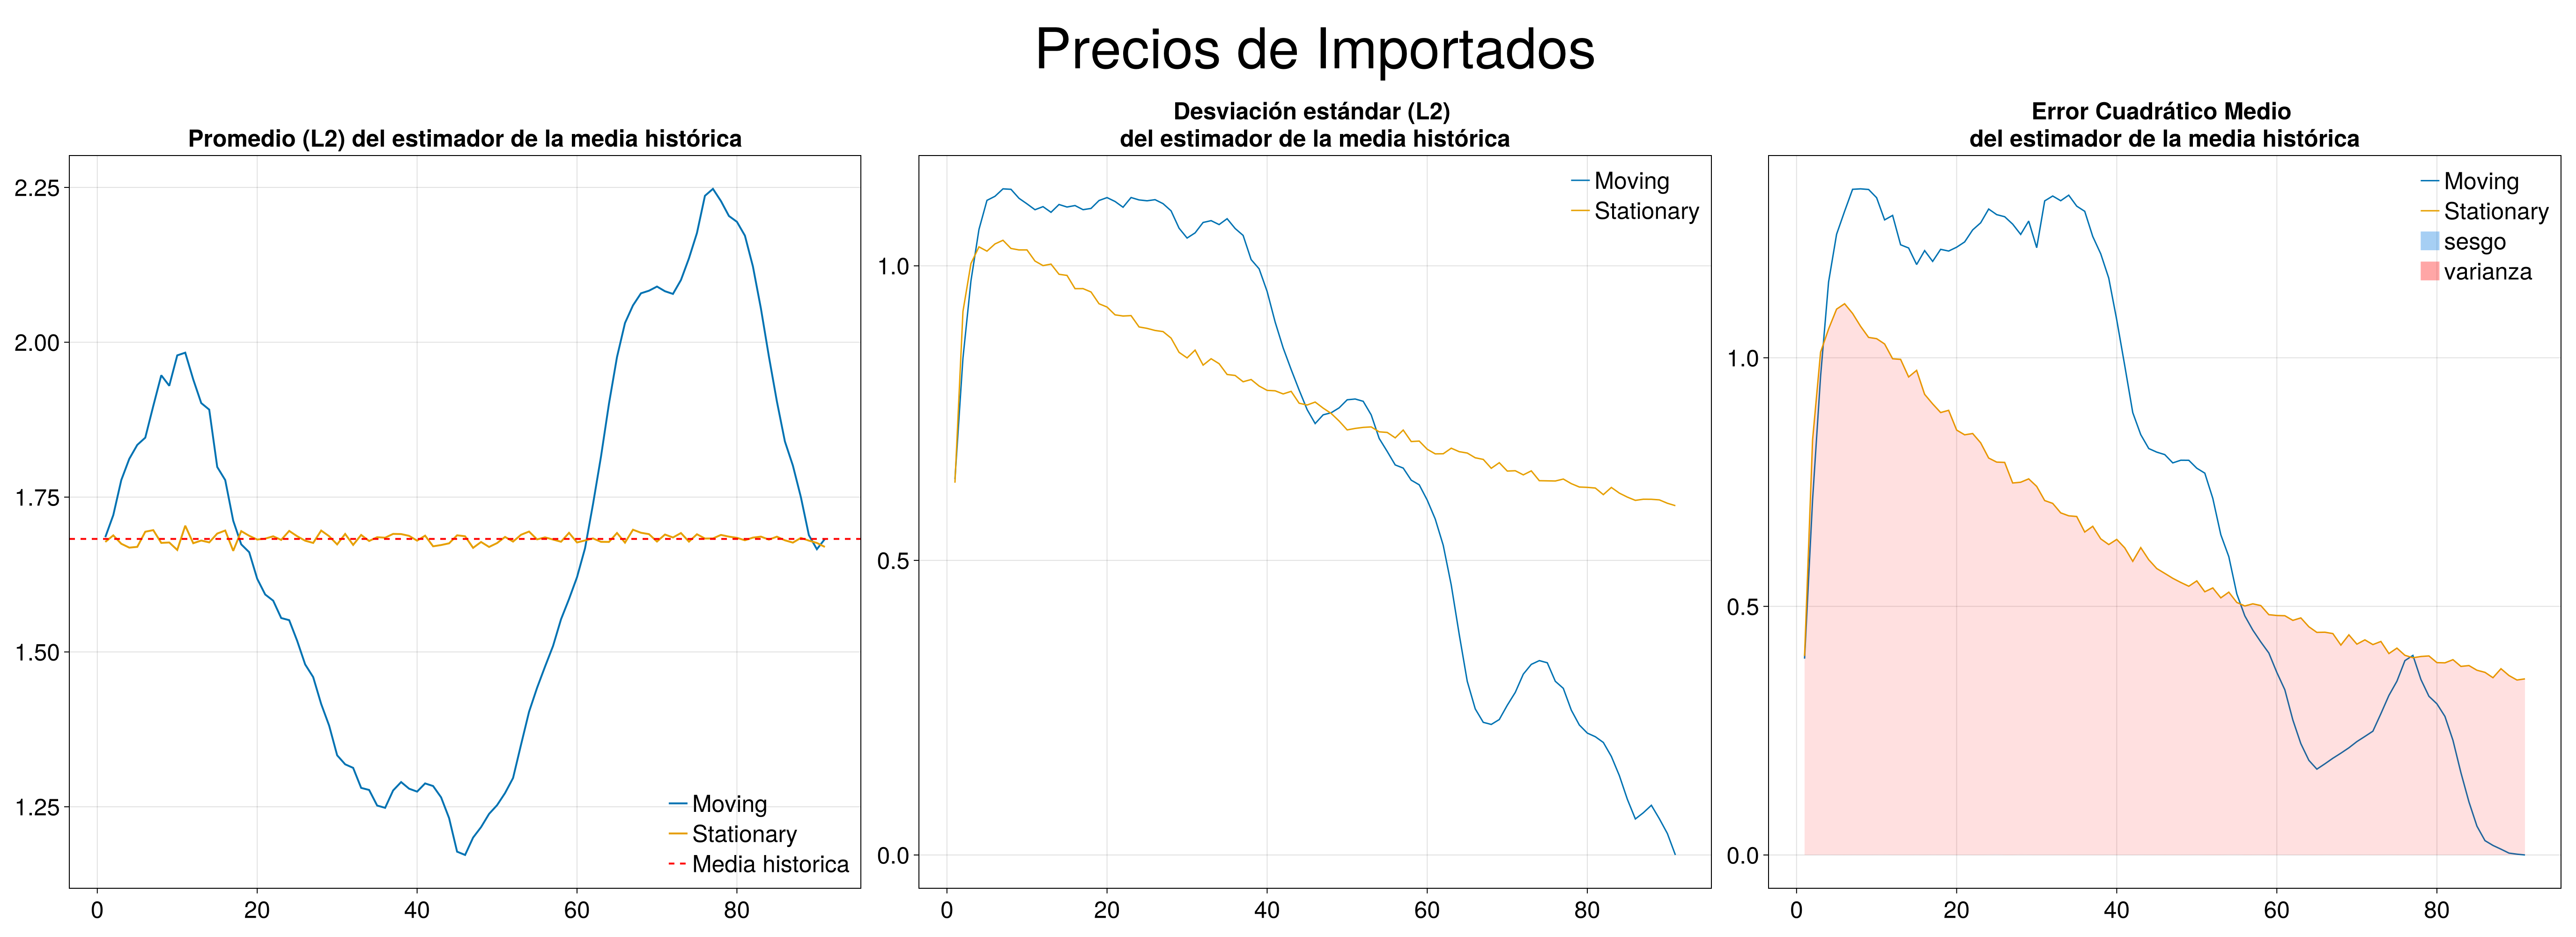 Precios de Importados
Promedio (L2) del estimador de la media histórica
2.25
2.00
1.75
1.50
1.25
0
20
40
60
80
Moving
Stationary
Media historica
Desviación estándar (L2)
del estimador de la media histórica
1.0
0.5
0.0
0
20
40
60
80
Moving
Stationary
Error Cuadrático Medio
del estimador de la media histórica
1.0
0.5
0.0
0
20
40
60
80
Moving
Stationary
sesgo
varianza